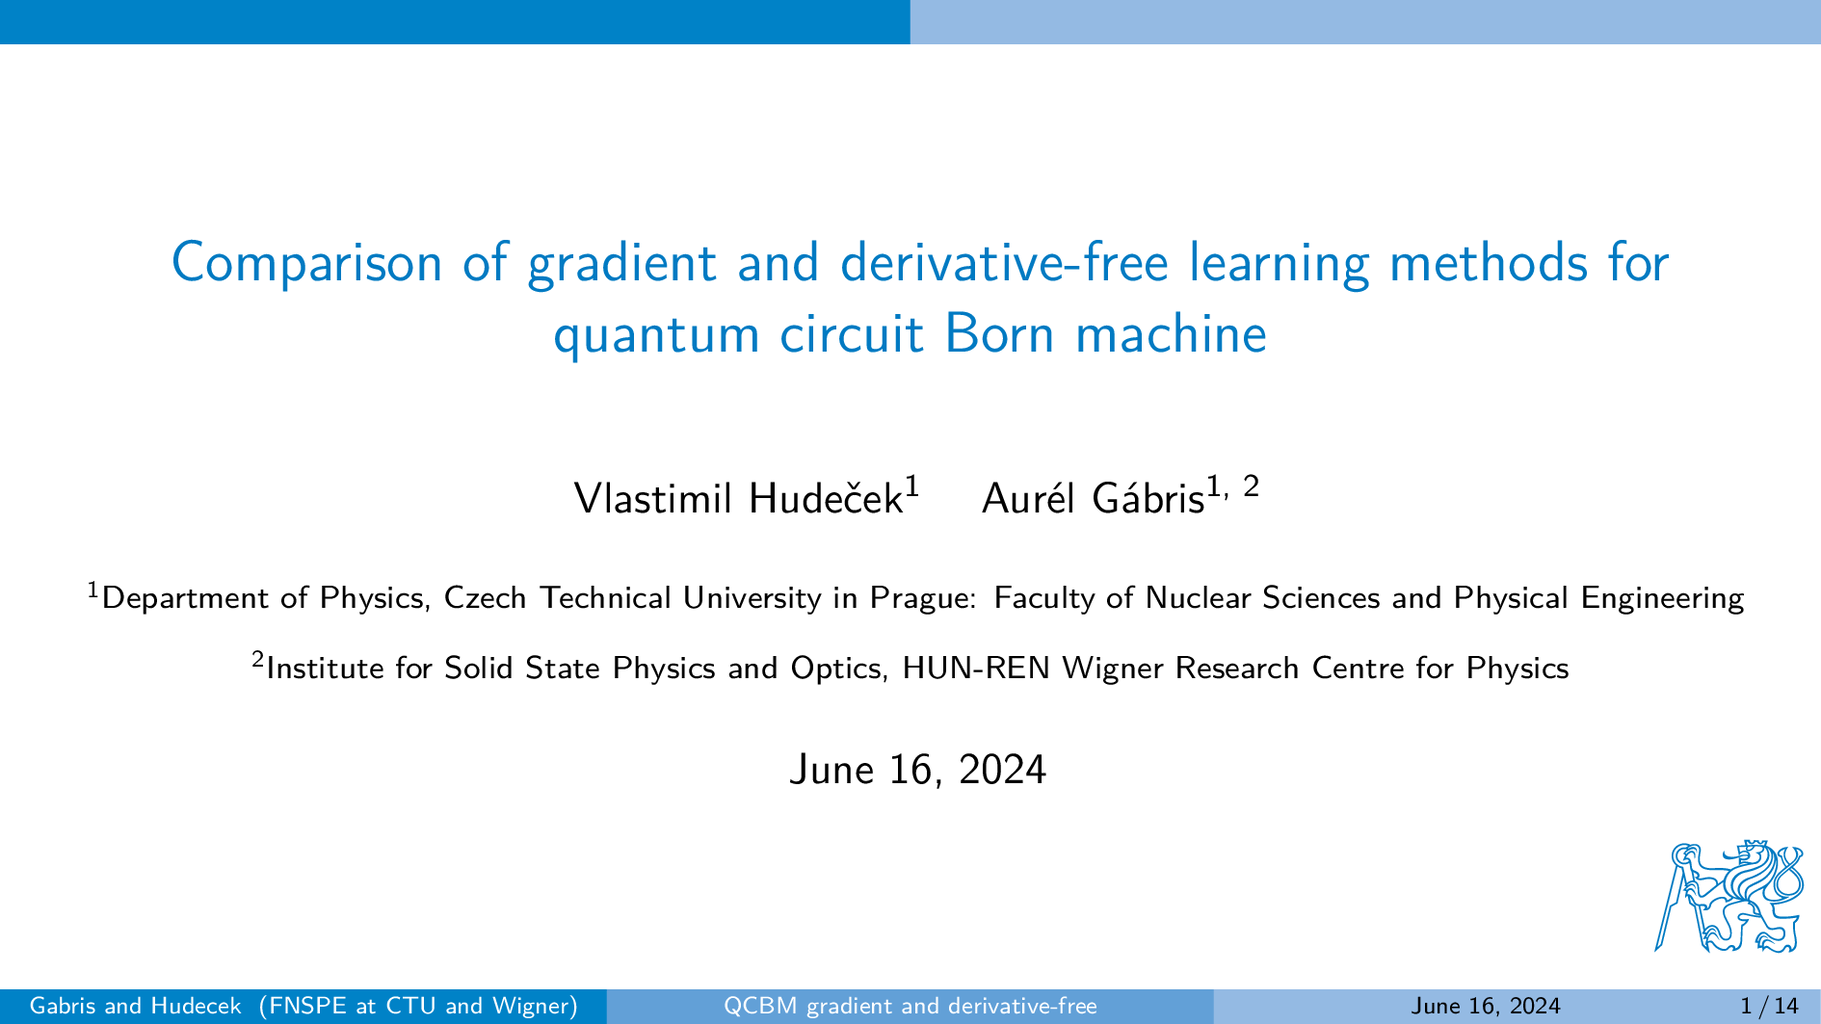 Comparison of gradient and derivative-free learning methods for
quantum circuit Born machine
Vlastimil Hudeček¹ Aurél Gábris¹, ²
¹Department of Physics, Czech Technical University in Prague: Faculty of Nuclear Sciences and Physical Engineering
²Institute for Solid State Physics and Optics, HUN-REN Wigner Research Centre for Physics
June 16, 2024
Gabris and Hudecek (FNSPE at CTU and Wigner) QCBM gradient and derivative-free June 16, 2024 1 / 14